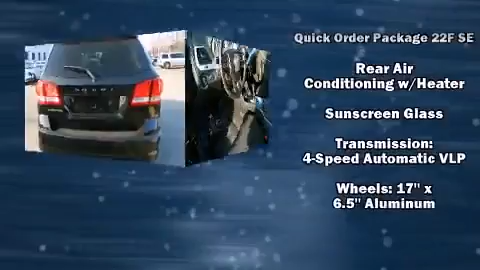 Quick Order Package 22F SE
Rear Air
Conditioning w/Heater
Sunscreen Glass
Transmission:
4-Speed Automatic VLP
Wheels: 17" x
6.5" Aluminum